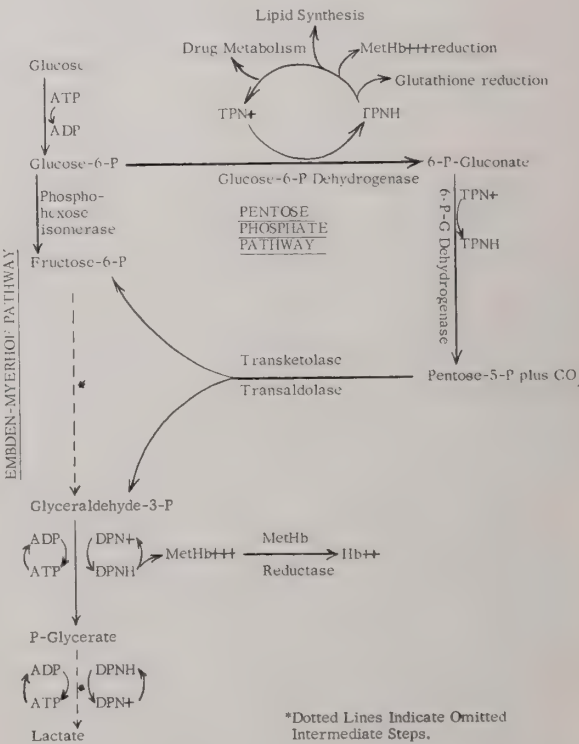 Lipid Synthesis
Drug Metabolism
MetHb+++reduction
Glucose
Glutathione reduction
ATP
ADP
TPN+
TPNH
Glucose-6-P
6-P-Gluconate
Glucose-6-P Dehydrogenase
Phospho-
hexose
isomerase
PENTOSE
PHOSPHATE
PATHWAY
6-P-G Dehydrogenase
TPN+
TPNH
Fructose-6-P
EMBDEN-MYERHOF PATHWAY
Transketolase
Transaldolase
Pentose-5-P plus CO
*
Glyceraldehyde-3-P
ADP
DPN+
ATP
DPNH
MetHb+++
MetHb
Reductase
Hb++
P-Glycerate
ADP
DPNH
*
ATP
DPN+
Lactate
*Dotted Lines Indicate Omitted
Intermediate Steps.